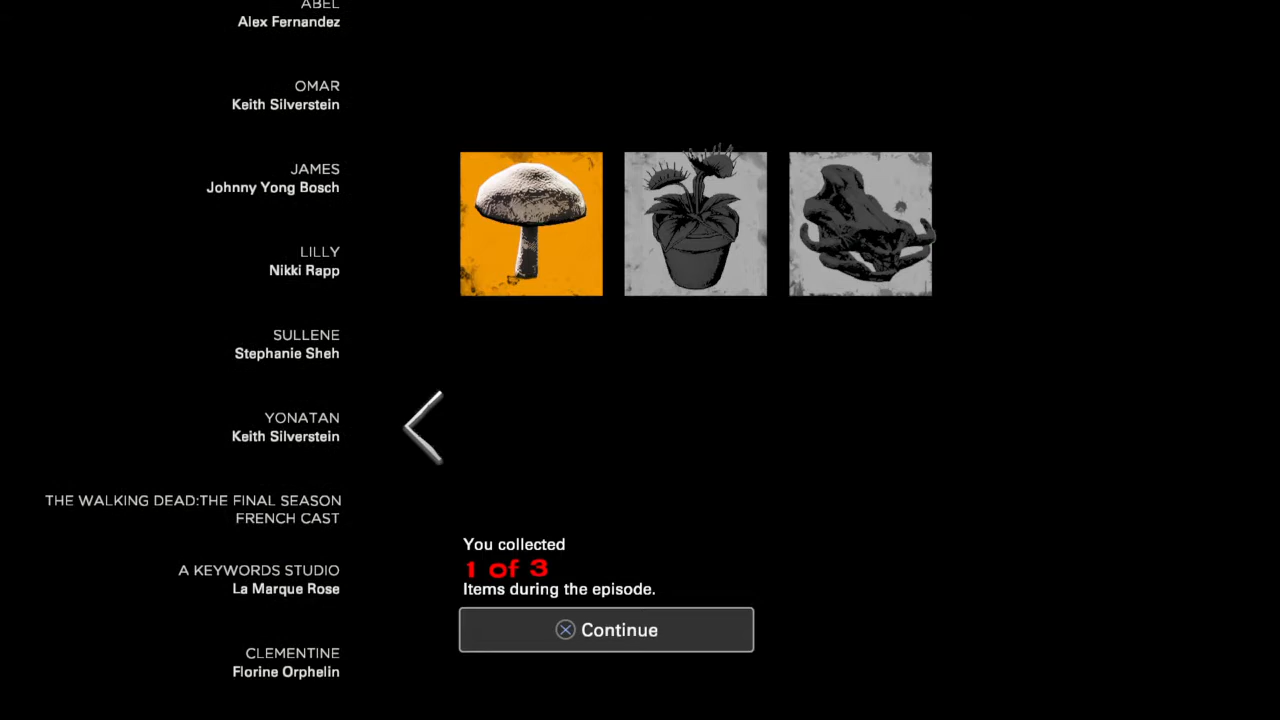 ABEL
Alex Fernandez
OMAR
Keith Silverstein
JAMES
Johnny Yong Bosch
LILLY
Nikki Rapp
SULLENE
Stephanie Sheh
YONATAN
Keith Silverstein
THE WALKING DEAD:THE FINAL SEASON
FRENCH CAST
A KEYWORDS STUDIO
La Marque Rose
CLEMENTINE
Florine Orphelin
You collected
1 of 3
Items during the episode.
Continue